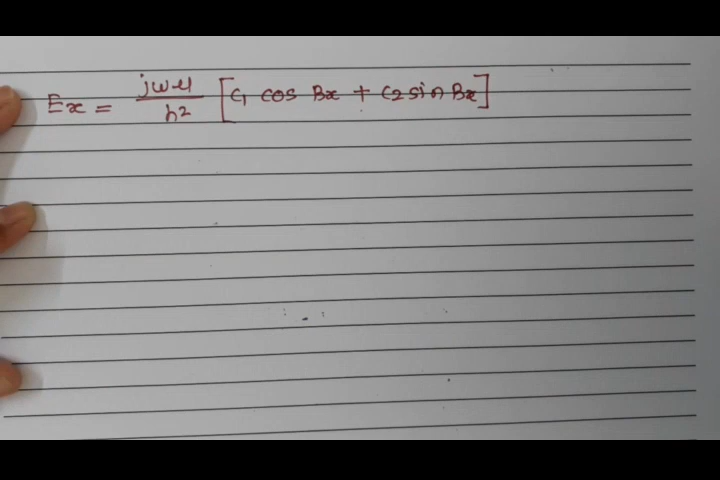 Ex = jωμ/h² [C₁ cos Bx + C₂ sin Bx]